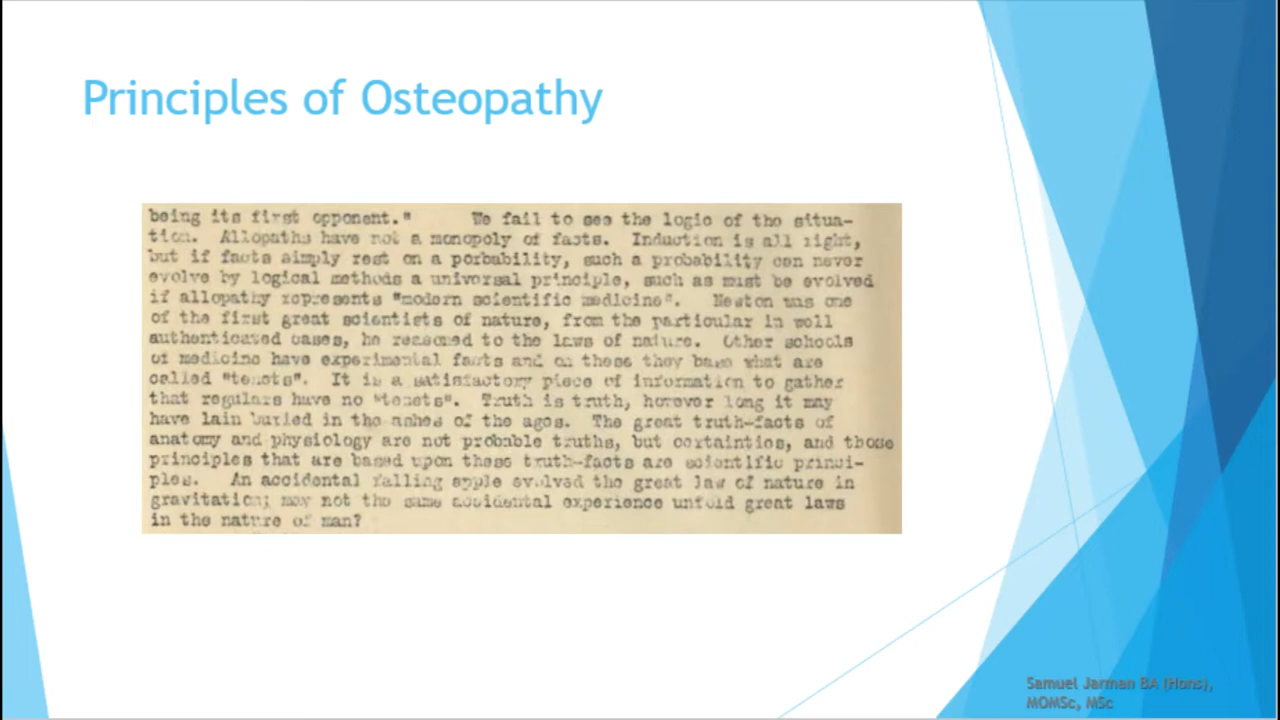 Principles of Osteopathy
being its first opponent." We fail to see the logic of the situa-
tion. Allopaths have not a monopoly of facts. Induction is all right,
but if facts simply rest on a porbability, such a probability can never
evolve by logical methods a universal principle, such as must be evolved
if allopathy represents "modern scientific medicine". Newton was one
of the first great scientists of nature, from the particular in well
authenticated cases, he reasoned to the laws of nature. Other schools
of medicine have experimental facts and on these they base what are
called "tenets". It is a satisfactory piece of information to gather
that regulars have no "tenets". Truth is truth, however long it may
have lain buried in the ashes of the ages. The great truth-facts of
anatomy and physiology are not probable truths, but certainties, and those
principles that are based upon these truth-facts are scientific princi-
ples. An accidental falling apple evolved the great law of nature in
gravitation; may not the same accidental experience unfold great laws
in the nature of man?
Samuel Jarman BA (Hons),
MOMSc, MSc